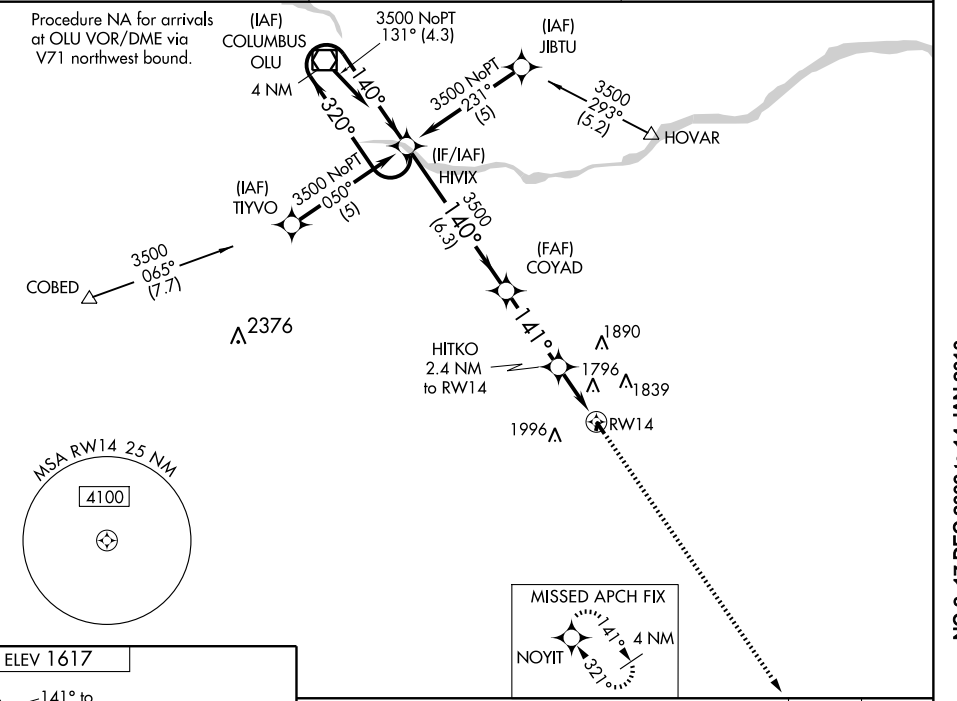 Procedure NA for arrivals
at OLU VOR/DME via
V71 northwest bound.
(IAF)
COLUMBUS
OLU
4 NM
3500 NoPT
131° (4.3)
140°
320°
(IAF)
JIBTU
3500 NoPT
231°
(5)
3500
293°
(5.2)
HOVAR
(IF/IAF)
HIVIX
(IAF)
TIYVO
3500 NoPT
050°
(5)
3500
140°
(6.3)
3500
065°
(7.7)
COBED
(FAF)
COYAD
2376
141°
HITKO
2.4 NM
to RW14
1890
1796
1839
1996
RW14
MSA RW14 25 NM
4100
MISSED APCH FIX
NOYIT
141°
4 NM
321°
ELEV 1617
141° to